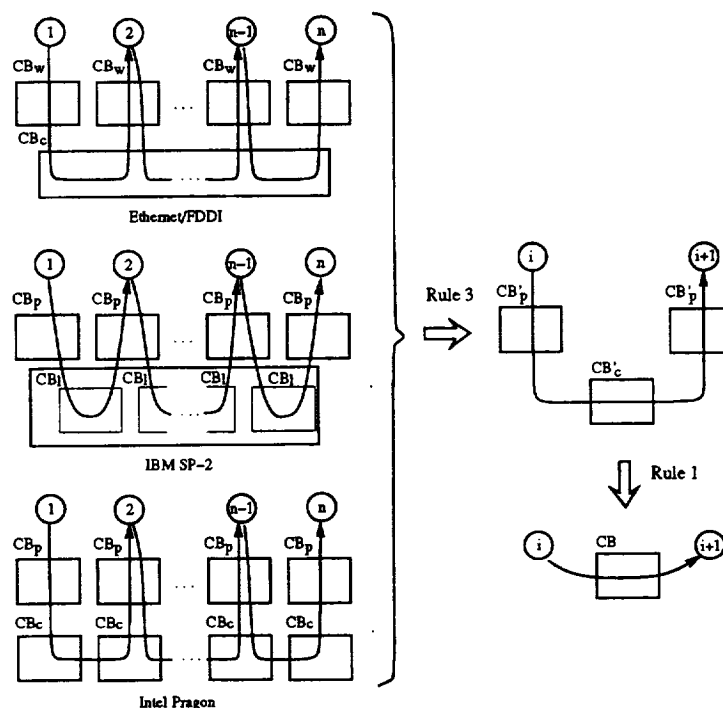 1 2 n-1 n
CBw CBw CBw CBw
... 
CBc
...
Ethernet/FDDI
1 2 n-1 n
CBp CBp CBp CBp
...
CBl CBl CBl CBl
...
IBM SP-2
1 2 n-1 n
CBp CBp CBp CBp
...
CBc CBc CBc CBc
...
Intel Pragon
Rule 3
i i+1
CB'p CB'p
CB'c
Rule 1
i CB i+1